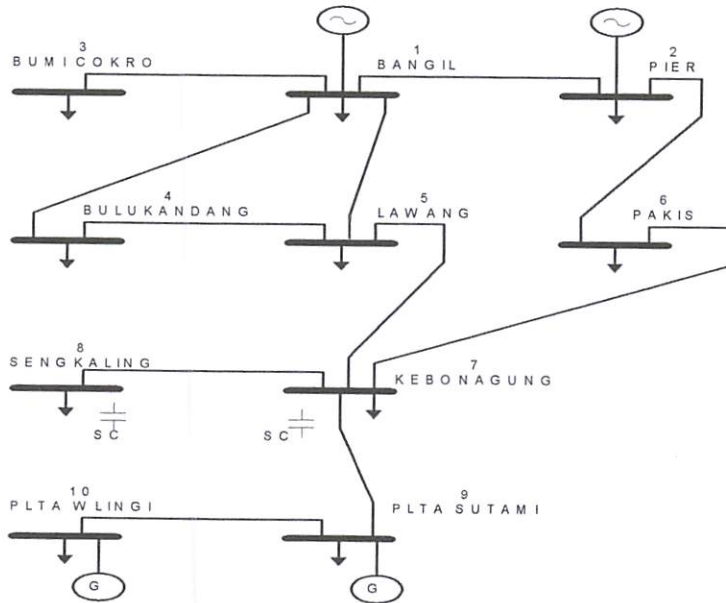 3
BUMICOKRO
1
BANGIL
2
PIER
4
BULUKANDANG
5
LAWANG
6
PAKIS
8
SENGKALING
7
KEBONAGUNG
SC
SC
10
PLTA WLINGI
9
PLTA SUTAMI
G
G